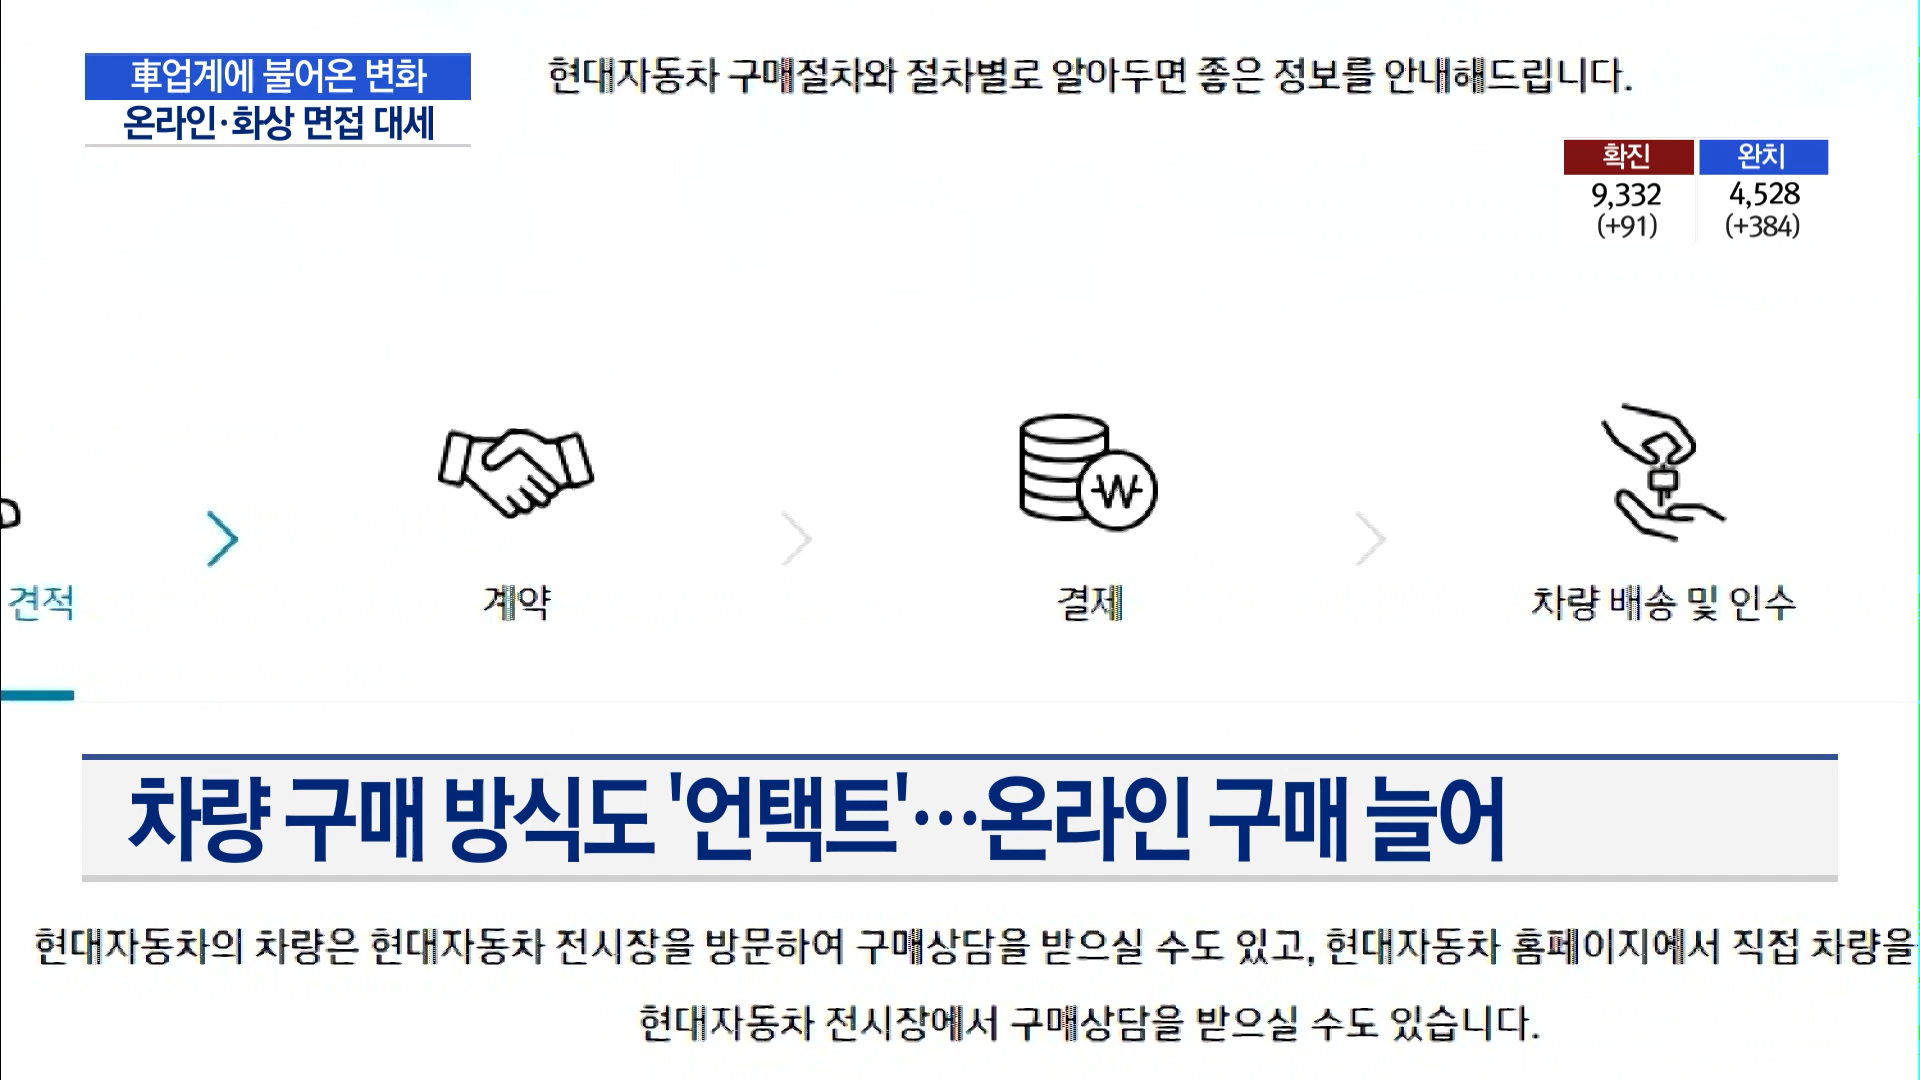 車업계에 불어온 변화
온라인·화상 면접 대세
현대자동차 구매절차와 절차별로 알아두면 좋은 정보를 안내해드립니다.
확진 완치
9,332 4,528
(+91) (+384)
W
견적 계약 결제 차량 배송 및 인수
차량 구매 방식도 '언택트'…온라인 구매 늘어
현대자동차의 차량은 현대자동차 전시장을 방문하여 구매상담을 받으실 수도 있고, 현대자동차 홈페이지에서 직접 차량을
현대자동차 전시장에서 구매상담을 받으실 수도 있습니다.